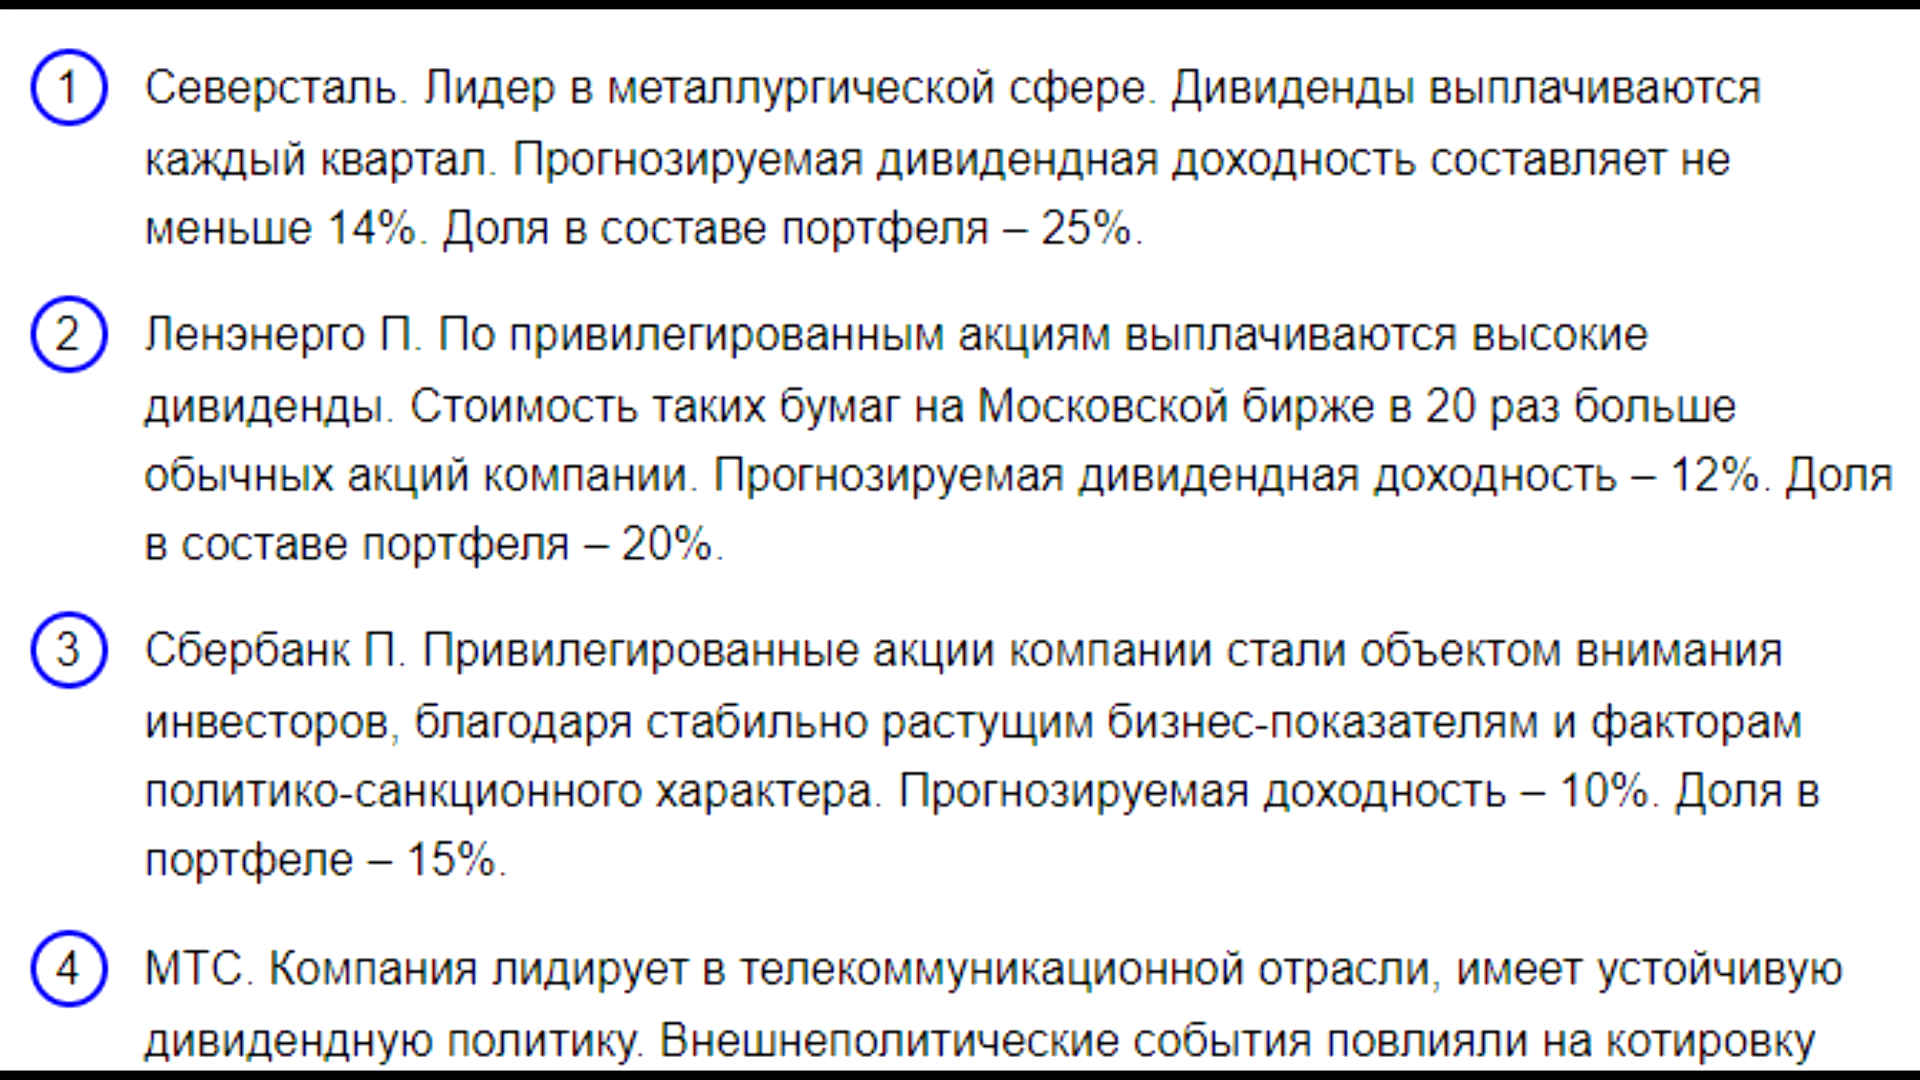 1 Северсталь. Лидер в металлургической сфере. Дивиденды выплачиваются
каждый квартал. Прогнозируемая дивидендная доходность составляет не
меньше 14%. Доля в составе портфеля – 25%.
2 Ленэнерго П. По привилегированным акциям выплачиваются высокие
дивиденды. Стоимость таких бумаг на Московской бирже в 20 раз больше
обычных акций компании. Прогнозируемая дивидендная доходность – 12%. Доля
в составе портфеля – 20%.
3 Сбербанк П. Привилегированные акции компании стали объектом внимания
инвесторов, благодаря стабильно растущим бизнес-показателям и факторам
политико-санкционного характера. Прогнозируемая доходность – 10%. Доля в
портфеле – 15%.
4 МТС. Компания лидирует в телекоммуникационной отрасли, имеет устойчивую
дивидендную политику. Внешнеполитические события повлияли на котировку